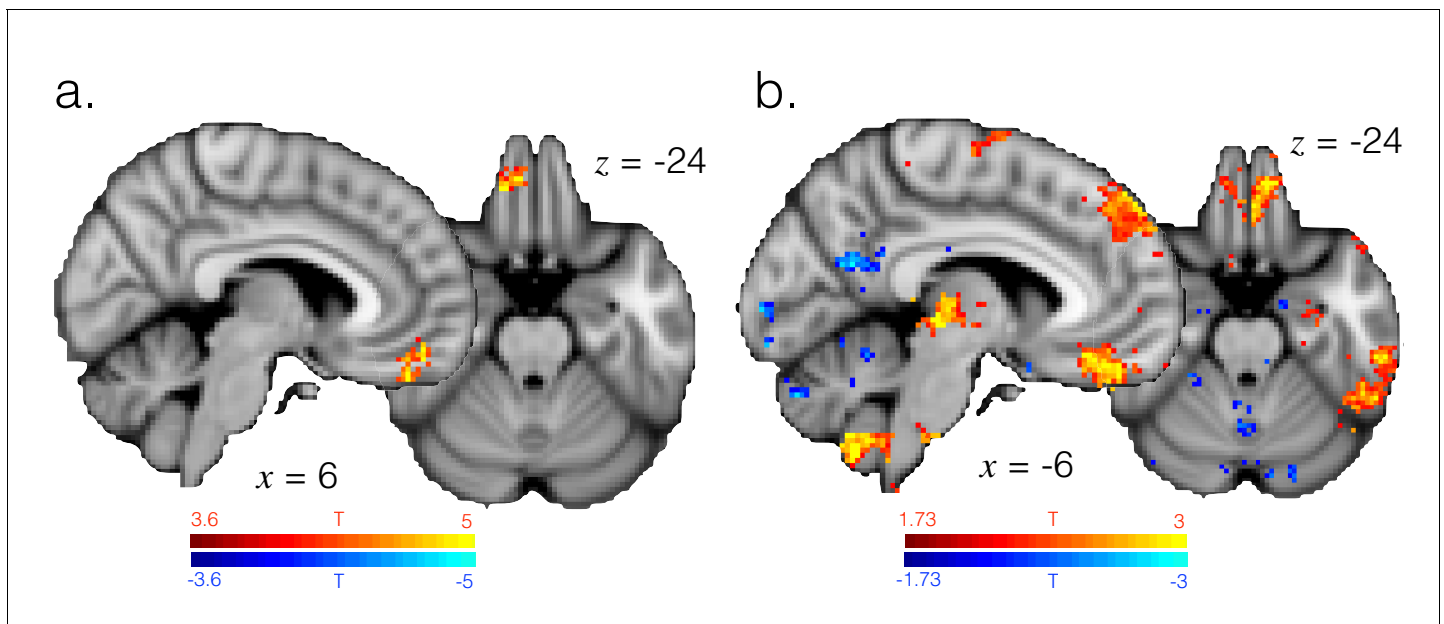 a.
z = -24
x = 6
3.6 T 5
-3.6 T -5
b.
z = -24
x = -6
1.73 T 3
-1.73 T -3